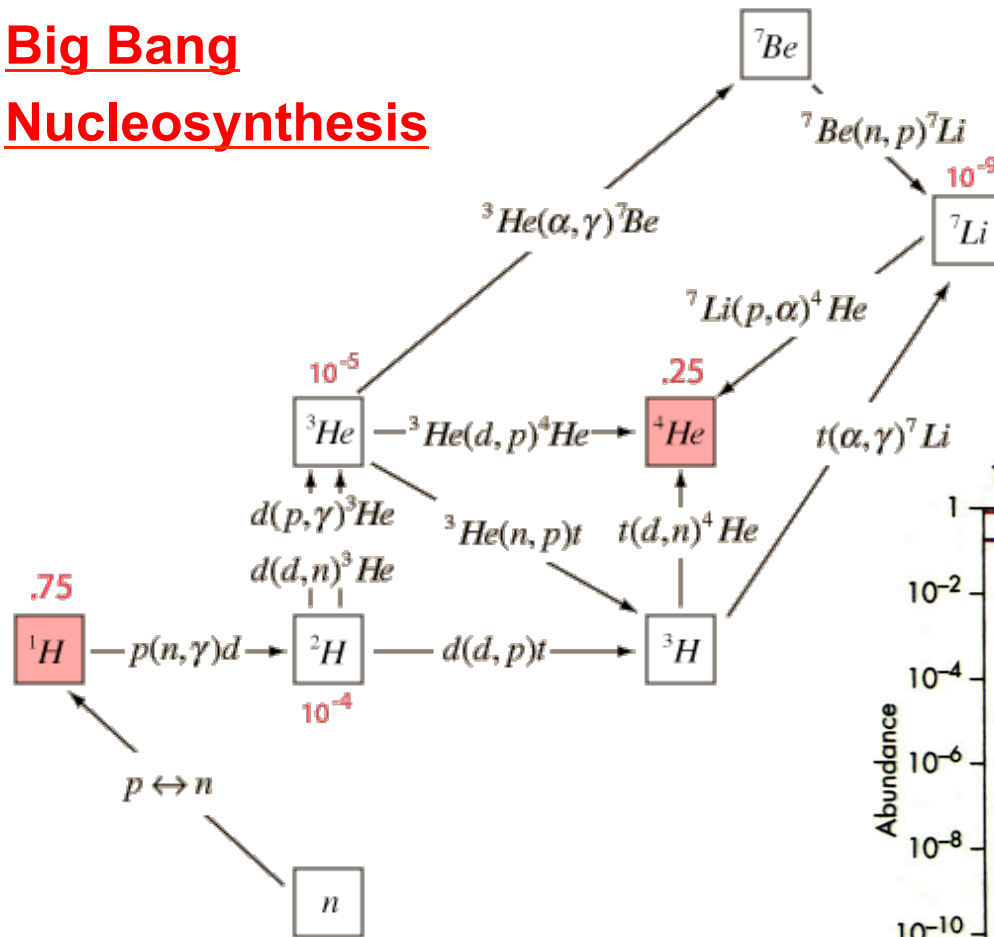 Big Bang
Nucleosynthesis
⁷Be
⁷Be(n, p)⁷Li
10⁻⁹
⁷Li
³He(α, γ)⁷Be
⁷Li(p, α)⁴He
10⁻⁵
.25
³He
³He(d, p)⁴He
⁴He
t(α, γ)⁷Li
d(p, γ)³He
³He(n, p)t
t(d, n)⁴He
d(d, n)³He
.75
¹H
p(n, γ)d
²H
d(d, p)t
³H
10⁻⁴
p ↔ n
n
Abundance
1
10⁻²
10⁻⁴
10⁻⁶
10⁻⁸
10⁻¹⁰